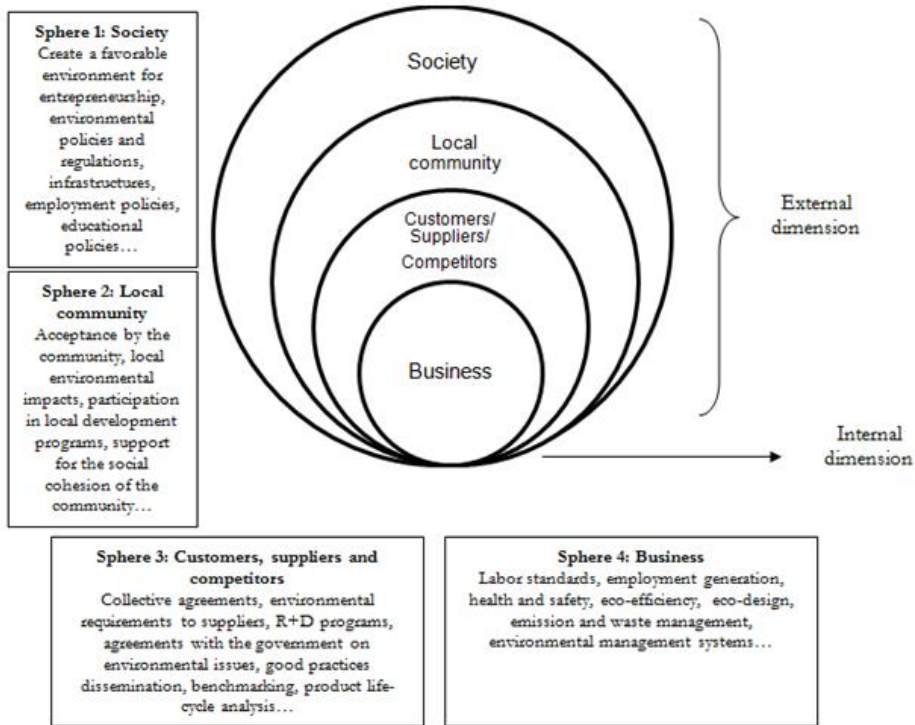 Sphere 1: Society
Create a favorable
environment for
entrepreneurship,
environmental
policies and
regulations,
infrastructures,
employment policies,
educational
policies…
Sphere 2: Local
community
Acceptance by the
community, local
environmental
impacts, participation
in local development
programs, support
for the social
cohesion of the
community…
Society
Local
community
Customers/
Suppliers/
Competitors
Business
External
dimension
Internal
dimension
Sphere 3: Customers, suppliers and
competitors
Collective agreements, environmental
requirements to suppliers, R+D programs,
agreements with the government on
environmental issues, good practices
dissemination, benchmarking, product life-
cycle analysis…
Sphere 4: Business
Labor standards, employment generation,
health and safety, eco-efficiency, eco-design,
emission and waste management,
environmental management systems…